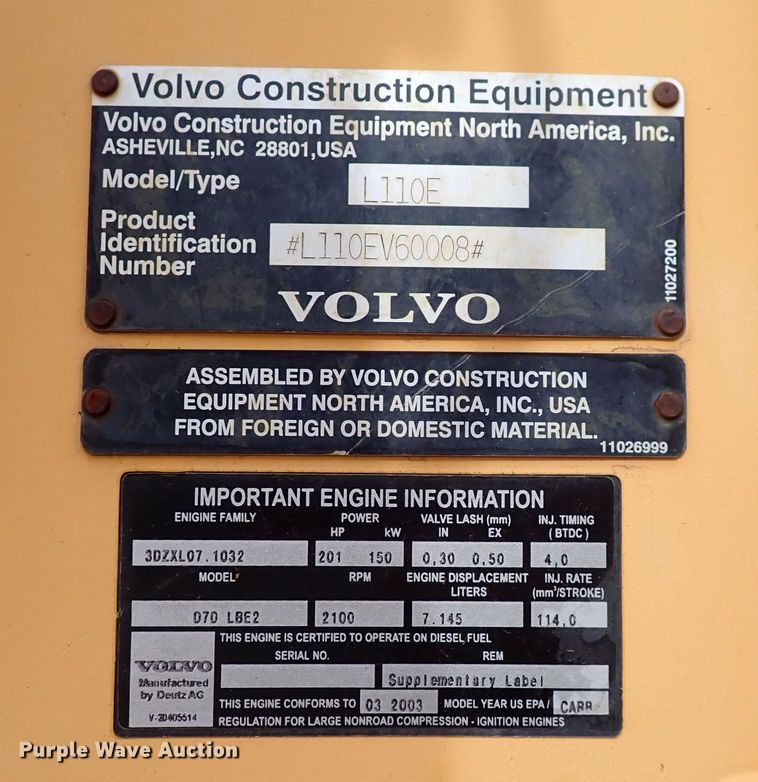 Volvo Construction Equipment
Volvo Construction Equipment North America, Inc.
ASHEVILLE,NC 28801,USA
Model/Type L110E
Product
Identification
Number
#L110EV60008#
VOLVO
11027200
ASSEMBLED BY VOLVO CONSTRUCTION
EQUIPMENT NORTH AMERICA, INC., USA
FROM FOREIGN OR DOMESTIC MATERIAL.
11026999
IMPORTANT ENGINE INFORMATION
ENGINE FAMILY POWER VALVE LASH (mm) INJ. TIMING
HP kW IN EX (BTDC)
3DZXL07.1032 201 150 0,30 0,50 4,0
MODEL RPM ENGINE DISPLACEMENT INJ. RATE
LITERS (mm³/STROKE)
D7D LBE2 2100 7.145 114,0
THIS ENGINE IS CERTIFIED TO OPERATE ON DIESEL FUEL
SERIAL NO. REM
VOLVO
Supplementary Label
Manufactured
by Deutz AG
THIS ENGINE CONFORMS TO 03 2003 MODEL YEAR US EPA / CARB
V-20405514
REGULATION FOR LARGE NONROAD COMPRESSION - IGNITION ENGINES
Purple Wave Auction